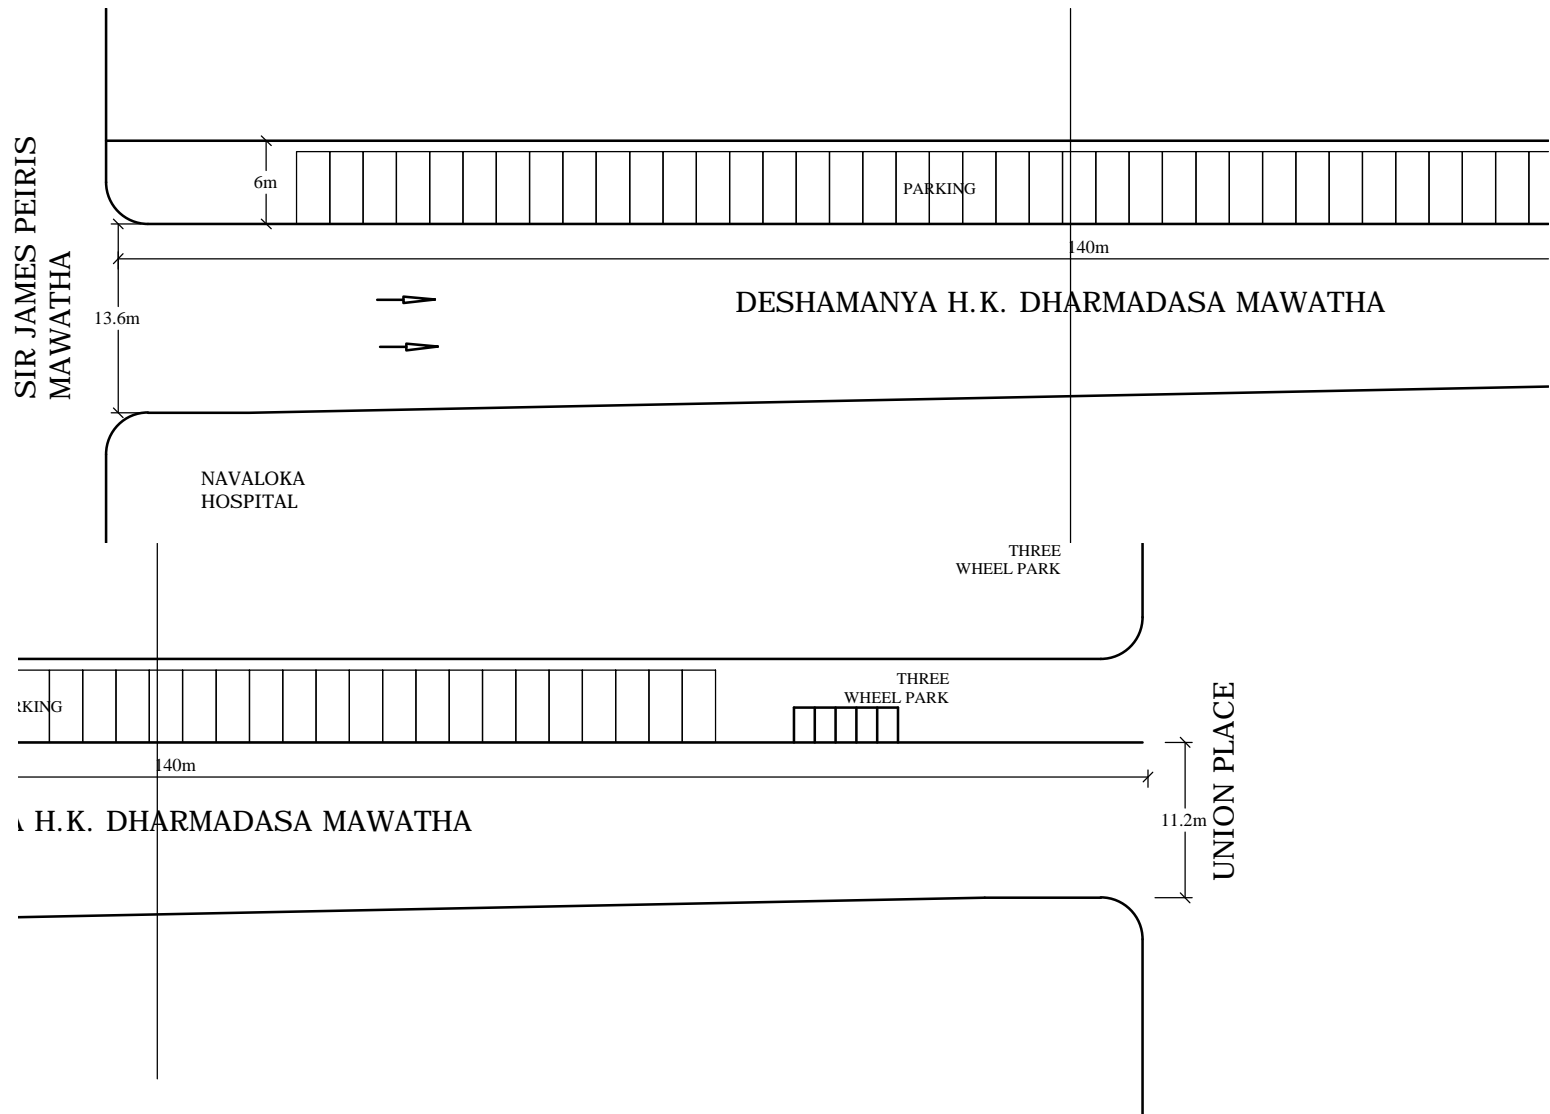 SIR JAMES PEIRIS
MAWATHA
6m
PARKING
140m
13.6m
DESHAMANYA H.K. DHARMADASA MAWATHA
NAVALOKA
HOSPITAL
THREE
WHEEL PARK
RKING
THREE
WHEEL PARK
140m
A H.K. DHARMADASA MAWATHA
11.2m
UNION PLACE